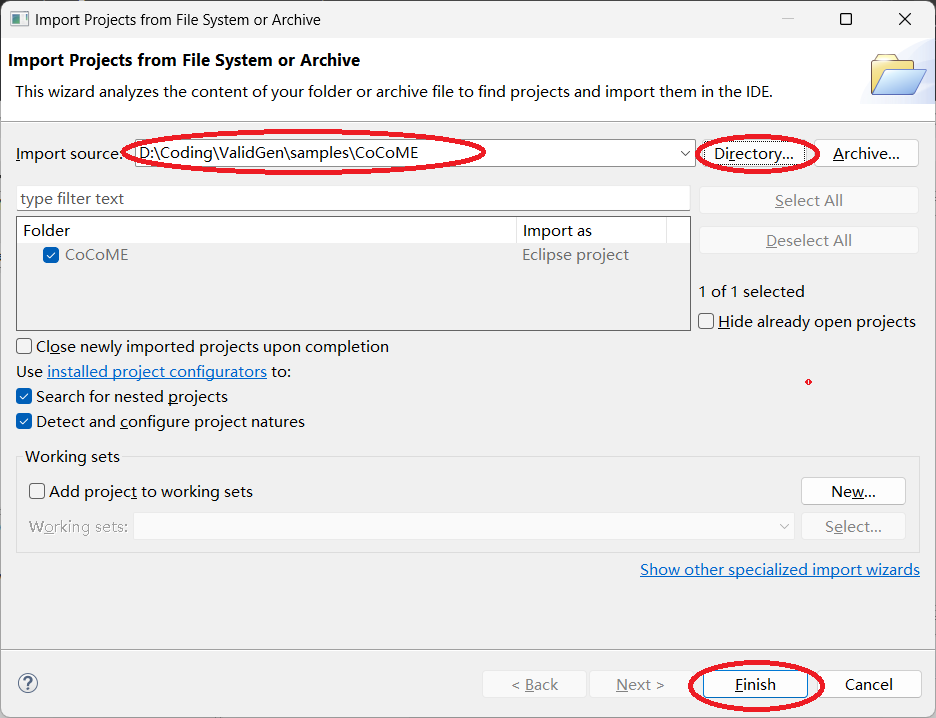 Import Projects from File System or Archive
Import Projects from File System or Archive
This wizard analyzes the content of your folder or archive file to find projects and import them in the IDE.
Import source: D:\Coding\ValidGen\samples\CoCoME Directory... Archive...
type filter text Select All
Folder Import as
CoCoME Eclipse project
Deselect All
1 of 1 selected
Hide already open projects
Close newly imported projects upon completion
Use installed project configurators to:
Search for nested projects
Detect and configure project natures
Working sets
Add project to working sets New...
Working sets: Select...
Show other specialized import wizards
? < Back Next > Finish Cancel